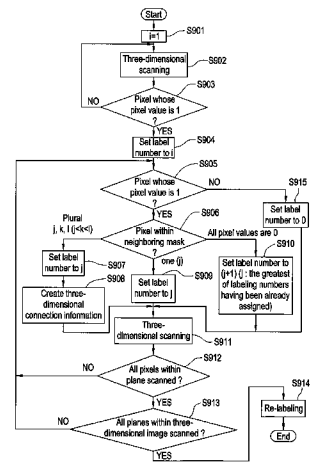 Start
i=1
S901
Three-dimensional
scanning
S902
S903
Pixel whose
pixel value is 1
?
NO
YES
S904
Set label
number to i
S905
Pixel whose
pixel value is 1
?
NO
S915
Set label
number to 0
YES
S906
Plural
j, k, l (j<k<l)
Pixel within
neighboring mask
?
All pixel values are 0
S910
S907
Set label
number to j
one (j)
S909
Set label
number to j
Set label number to
(j+1) (j : the greatest
of labeling numbers
having been already
assigned)
S908
Create three-
dimensional
connection information
Three-
dimensional scanning
S911
S912
All pixels within
plane scanned ?
NO
YES
S913
All planes within three-
dimensional image scanned ?
NO
YES
S914
Re-labeling
End